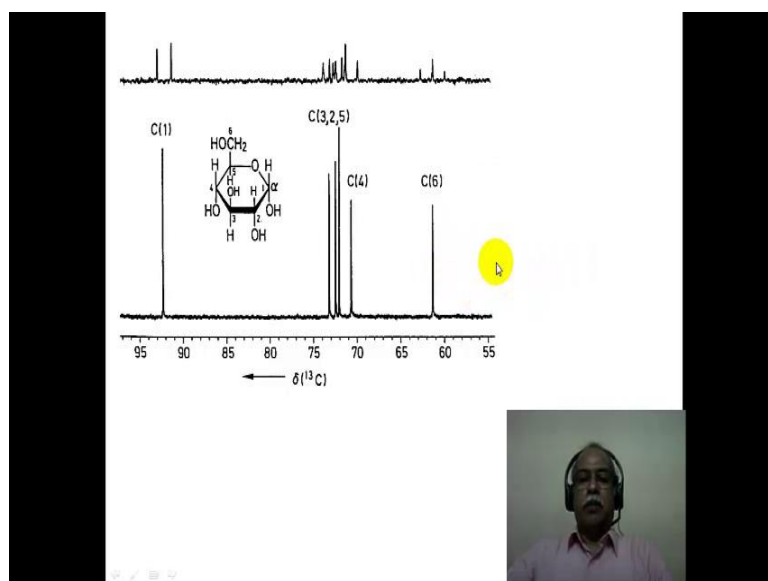 C(1)
C(3,2,5)
C(4)
C(6)
6
HOCH₂
H 5 O H
4 H OH H 1 α
HO 3 2 OH
H OH
95 90 85 80 75 70 65 60 55
← δ(¹³C)